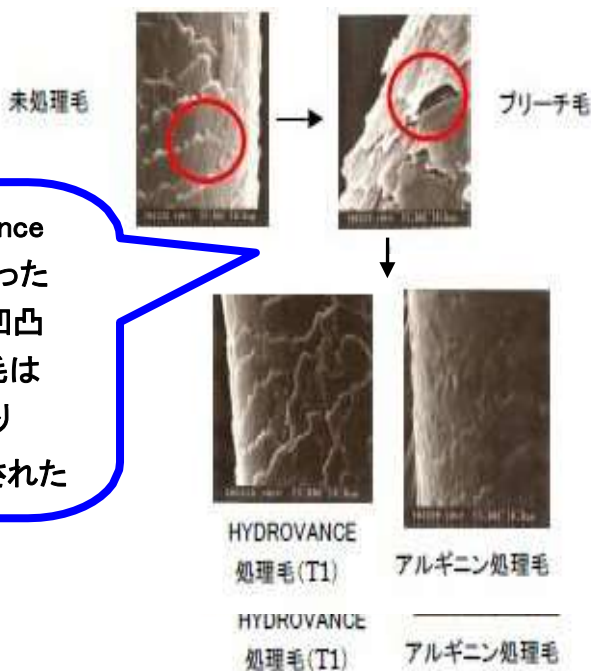 未処理毛
ブリーチ毛
nce
った
凹凸
毛は
り
された
HYDROVANCE
処理毛(T1)
アルギニン処理毛
HYDROVANCE
処理毛(T1)
アルギニン処理毛